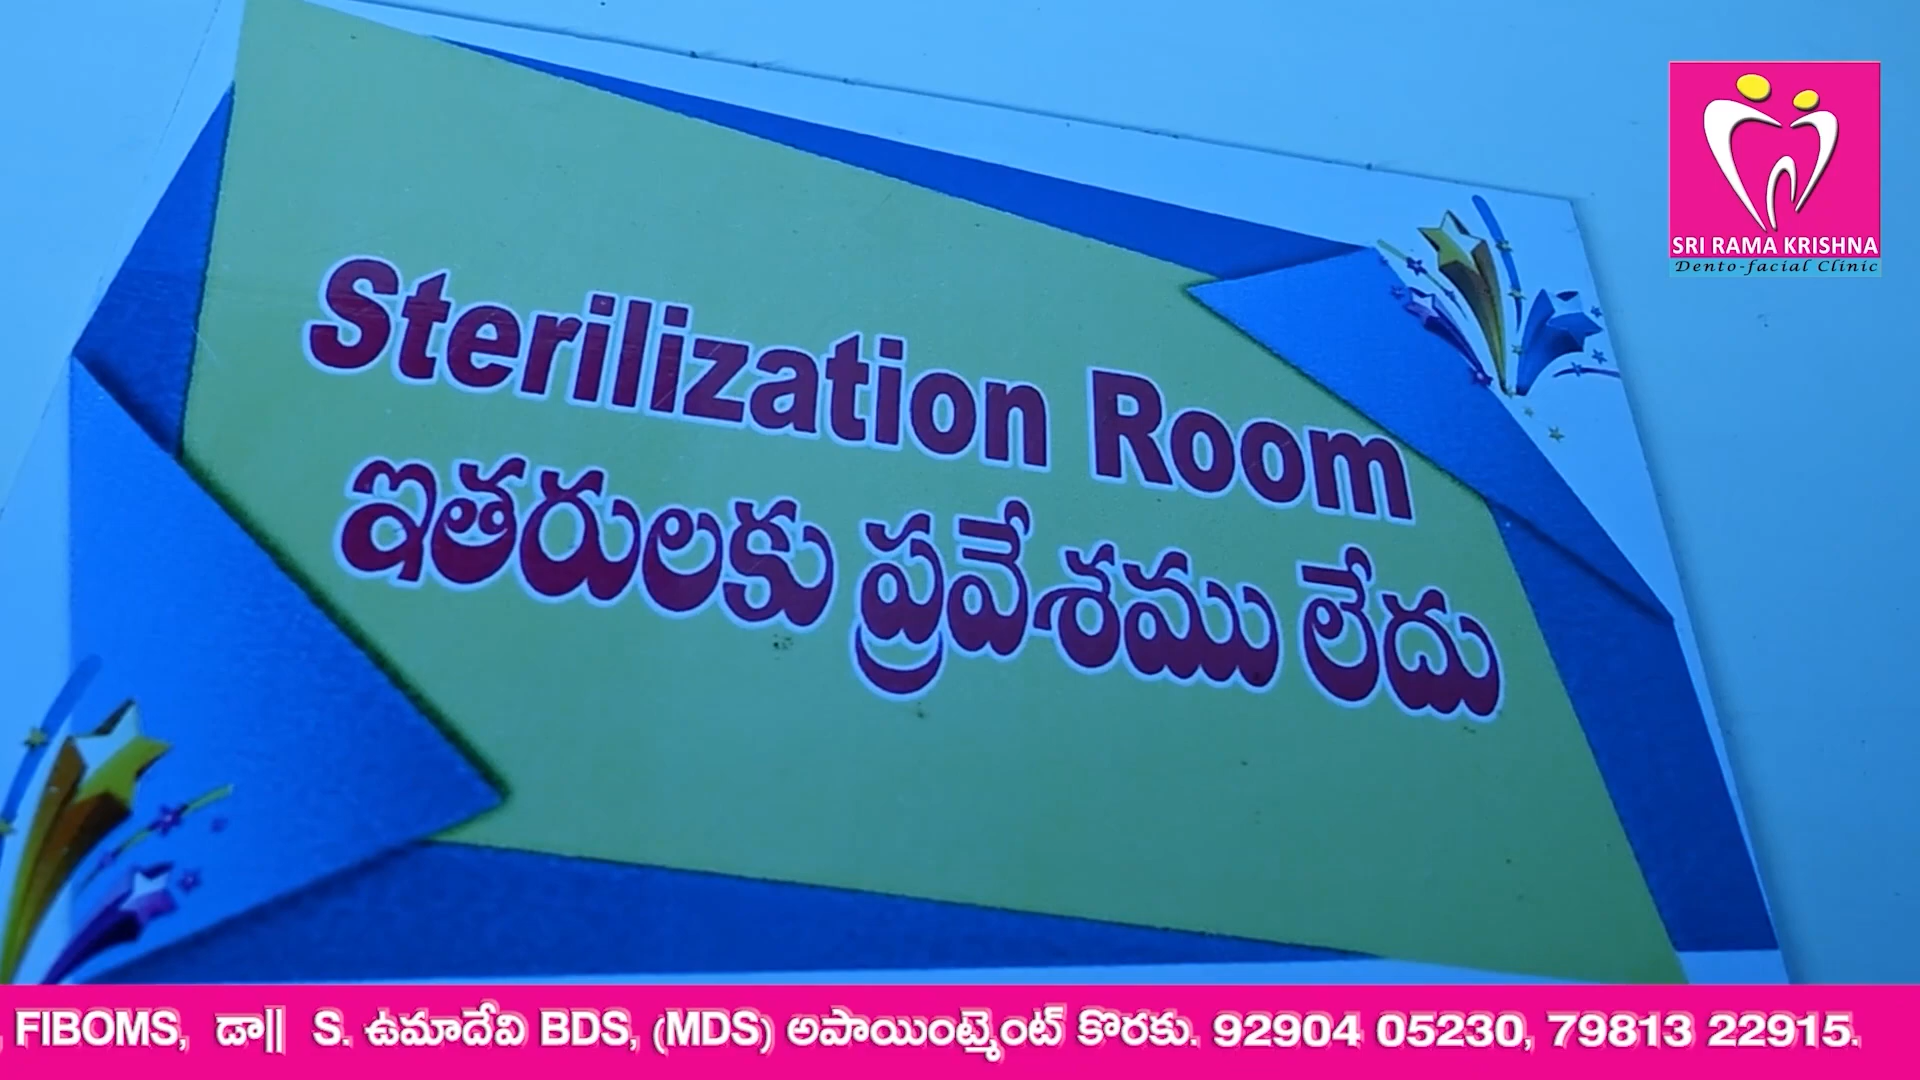 SRI RAMA KRISHNA
Dento-facial Clinic
Sterilization Room
ఇతరులకు ప్రవేశము లేదు
, FIBOMS, డా|| S. ఉమాదేవి BDS, (MDS) అపాయింట్మెంట్ కొరకు. 92904 05230, 79813 22915.